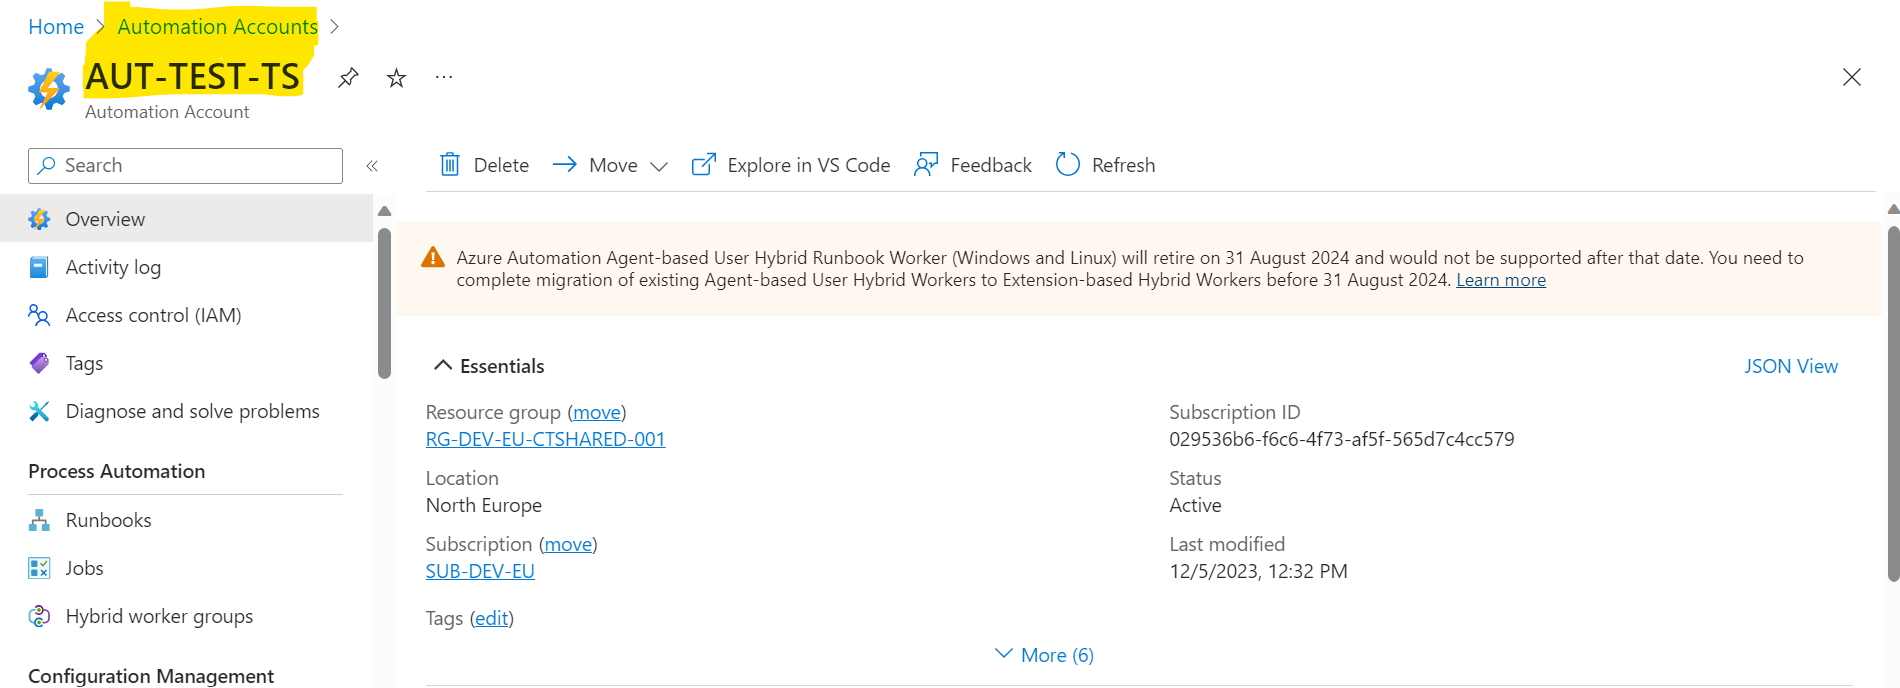 Home > Automation Accounts >
AUT-TEST-TS
Automation Account
Search
Overview
Activity log
Access control (IAM)
Tags
Diagnose and solve problems
Process Automation
Runbooks
Jobs
Hybrid worker groups
Configuration Management
Delete Move Explore in VS Code Feedback Refresh
Azure Automation Agent-based User Hybrid Runbook Worker (Windows and Linux) will retire on 31 August 2024 and would not be supported after that date. You need to
complete migration of existing Agent-based User Hybrid Workers to Extension-based Hybrid Workers before 31 August 2024. Learn more
Essentials
JSON View
Resource group (move)
RG-DEV-EU-CTSHARED-001
Location
North Europe
Subscription (move)
SUB-DEV-EU
Tags (edit)
Subscription ID
029536b6-f6c6-4f73-af5f-565d7c4cc579
Status
Active
Last modified
12/5/2023, 12:32 PM
More (6)